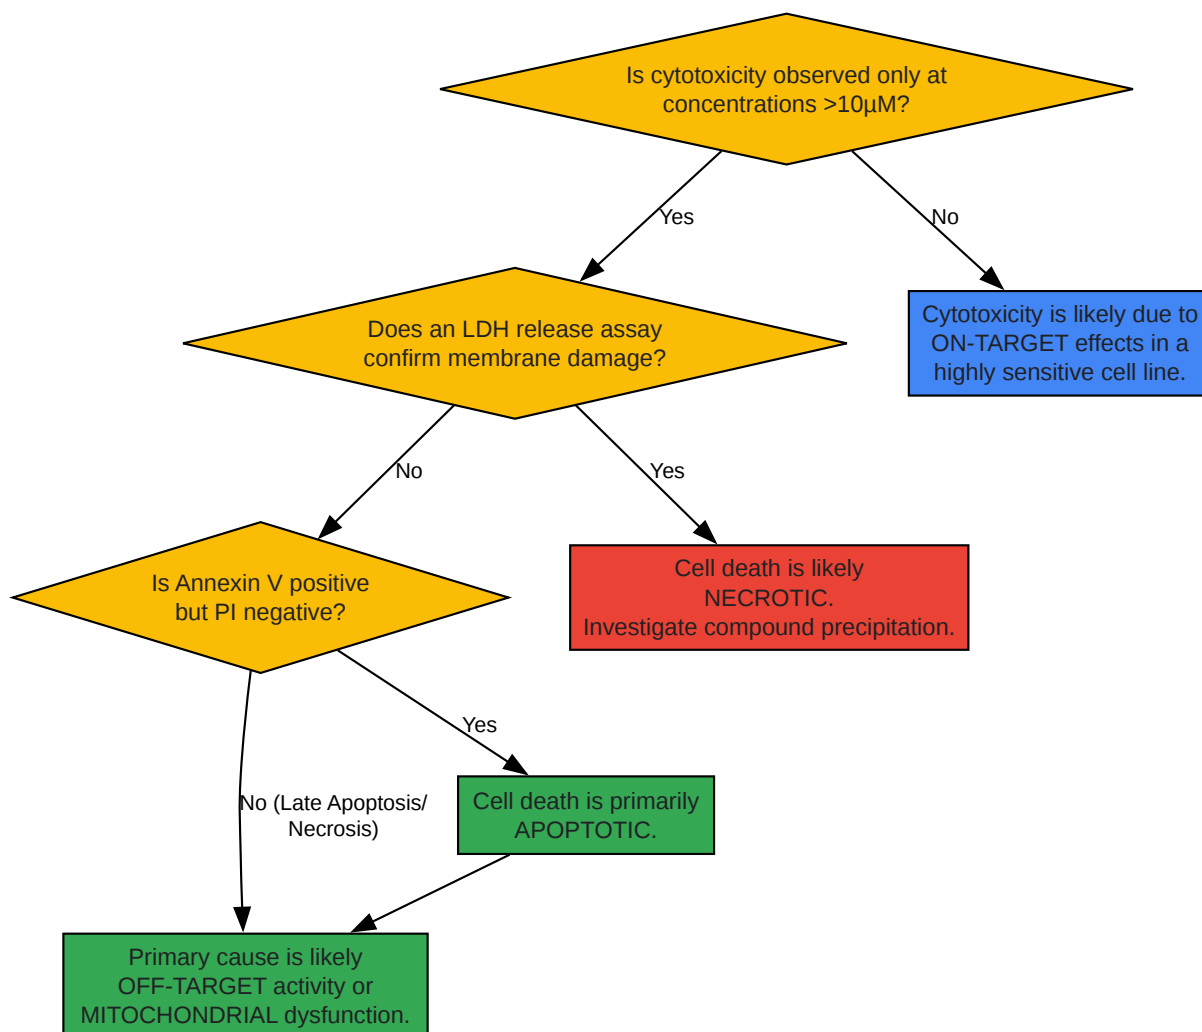 Is cytotoxicity observed only at
concentrations >10µM?
Yes
No
Does an LDH release assay
confirm membrane damage?
Cytotoxicity is likely due to
ON-TARGET effects in a
highly sensitive cell line.
No
Yes
Is Annexin V positive
but PI negative?
Cell death is likely
NECROTIC.
Investigate compound precipitation.
Yes
No (Late Apoptosis/
Necrosis)
Cell death is primarily
APOPTOTIC.
Primary cause is likely
OFF-TARGET activity or
MITOCHONDRIAL dysfunction.